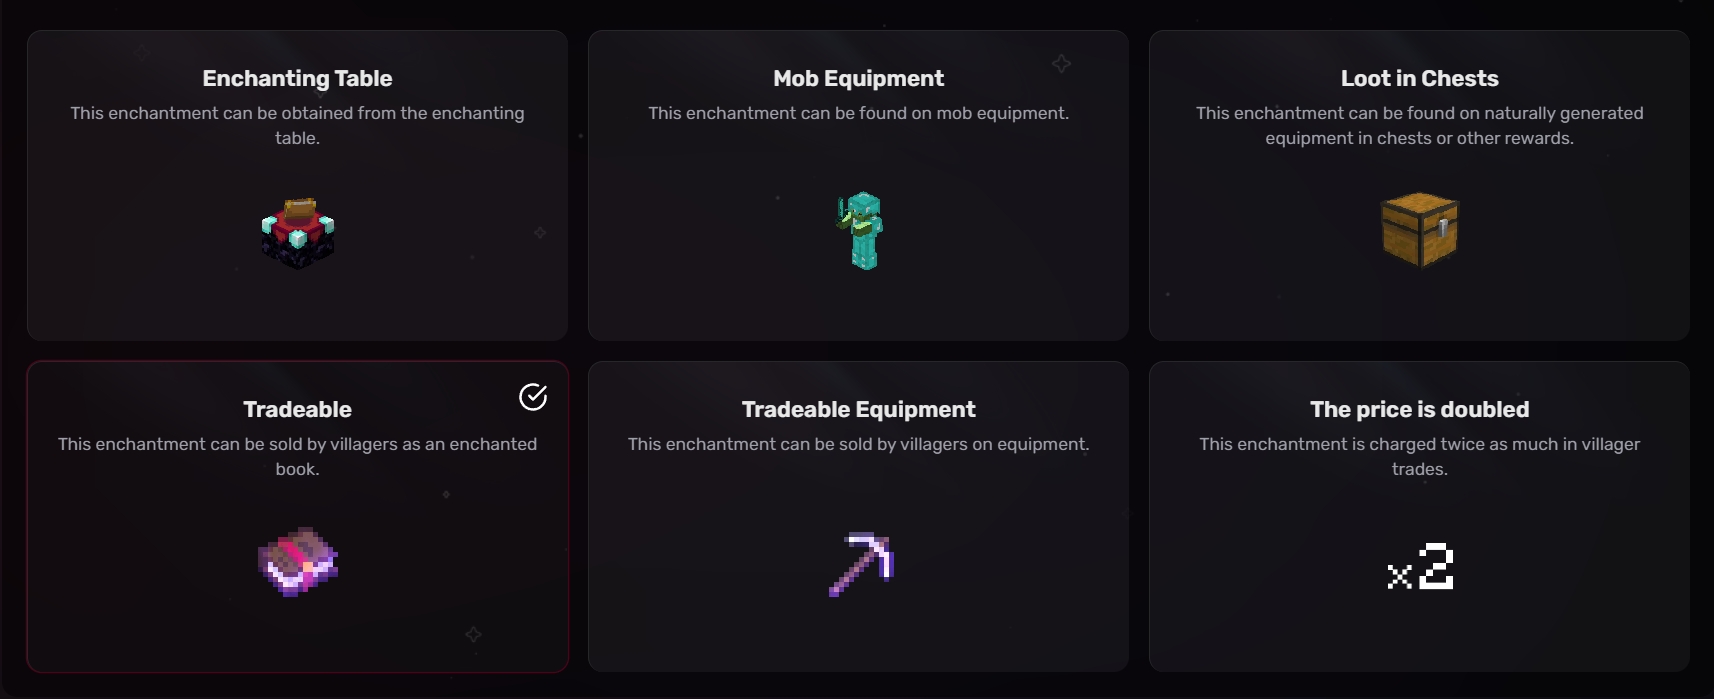 Enchanting Table
This enchantment can be obtained from the enchanting
table.
Mob Equipment
This enchantment can be found on mob equipment.
Loot in Chests
This enchantment can be found on naturally generated
equipment in chests or other rewards.
Tradeable
This enchantment can be sold by villagers as an enchanted
book.
Tradeable Equipment
This enchantment can be sold by villagers on equipment.
The price is doubled
This enchantment is charged twice as much in villager
trades.
x2